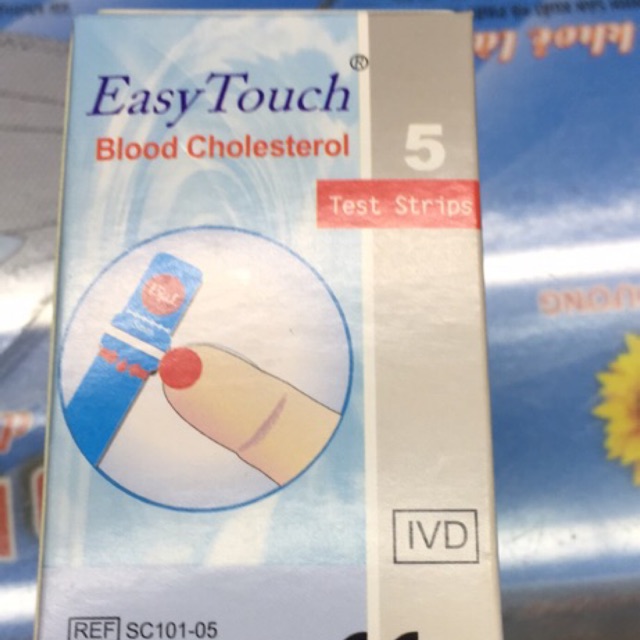 EasyTouch®
Blood Cholesterol
5
Test Strips
IVD
REF SC101-05